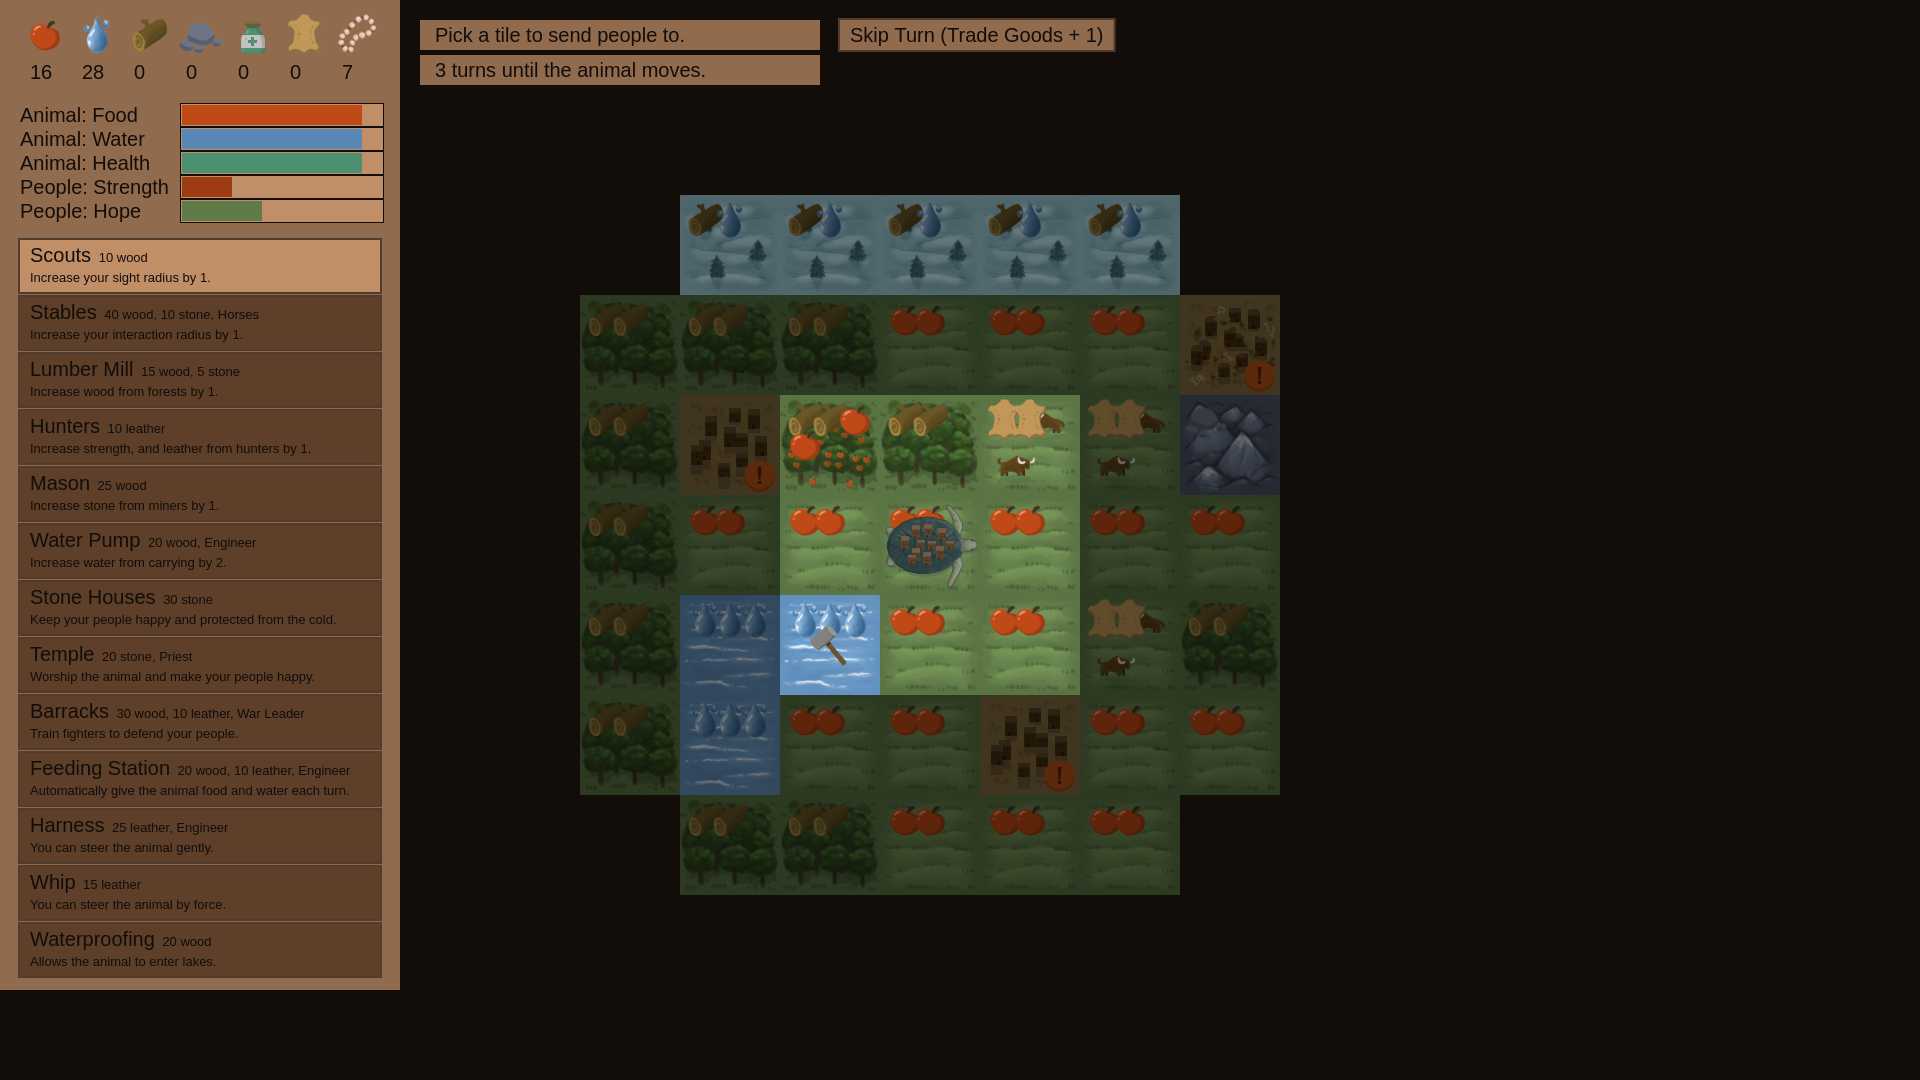 16 28 0 0 0 0 7
Pick a tile to send people to.
Skip Turn (Trade Goods + 1)
3 turns until the animal moves.
Animal: Food
Animal: Water
Animal: Health
People: Strength
People: Hope
Scouts 10 wood
Increase your sight radius by 1.
Stables 40 wood, 10 stone, Horses
Increase your interaction radius by 1.
Lumber Mill 15 wood, 5 stone
Increase wood from forests by 1.
Hunters 10 leather
Increase strength, and leather from hunters by 1.
Mason 25 wood
Increase stone from miners by 1.
Water Pump 20 wood, Engineer
Increase water from carrying by 2.
Stone Houses 30 stone
Keep your people happy and protected from the cold.
Temple 20 stone, Priest
Worship the animal and make your people happy.
Barracks 30 wood, 10 leather, War Leader
Train fighters to defend your people.
Feeding Station 20 wood, 10 leather, Engineer
Automatically give the animal food and water each turn.
Harness 25 leather, Engineer
You can steer the animal gently.
Whip 15 leather
You can steer the animal by force.
Waterproofing 20 wood
Allows the animal to enter lakes.
!
!
!